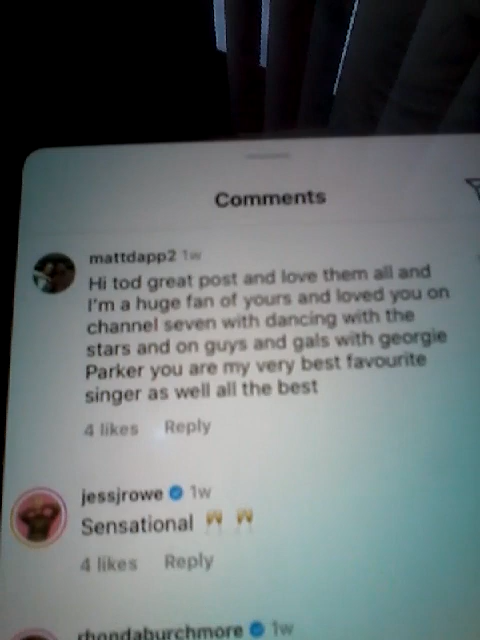 Comments
mattdapp2 1w
Hi tod great post and love them all and
I'm a huge fan of yours and loved you on
channel seven with dancing with the
stars and on guys and gals with georgie
Parker you are my very best favourite
singer as well all the best
4 likes Reply
jessjrowe 1w
Sensational 🥂 🥂
4 likes Reply
rhondaburchmore 1w